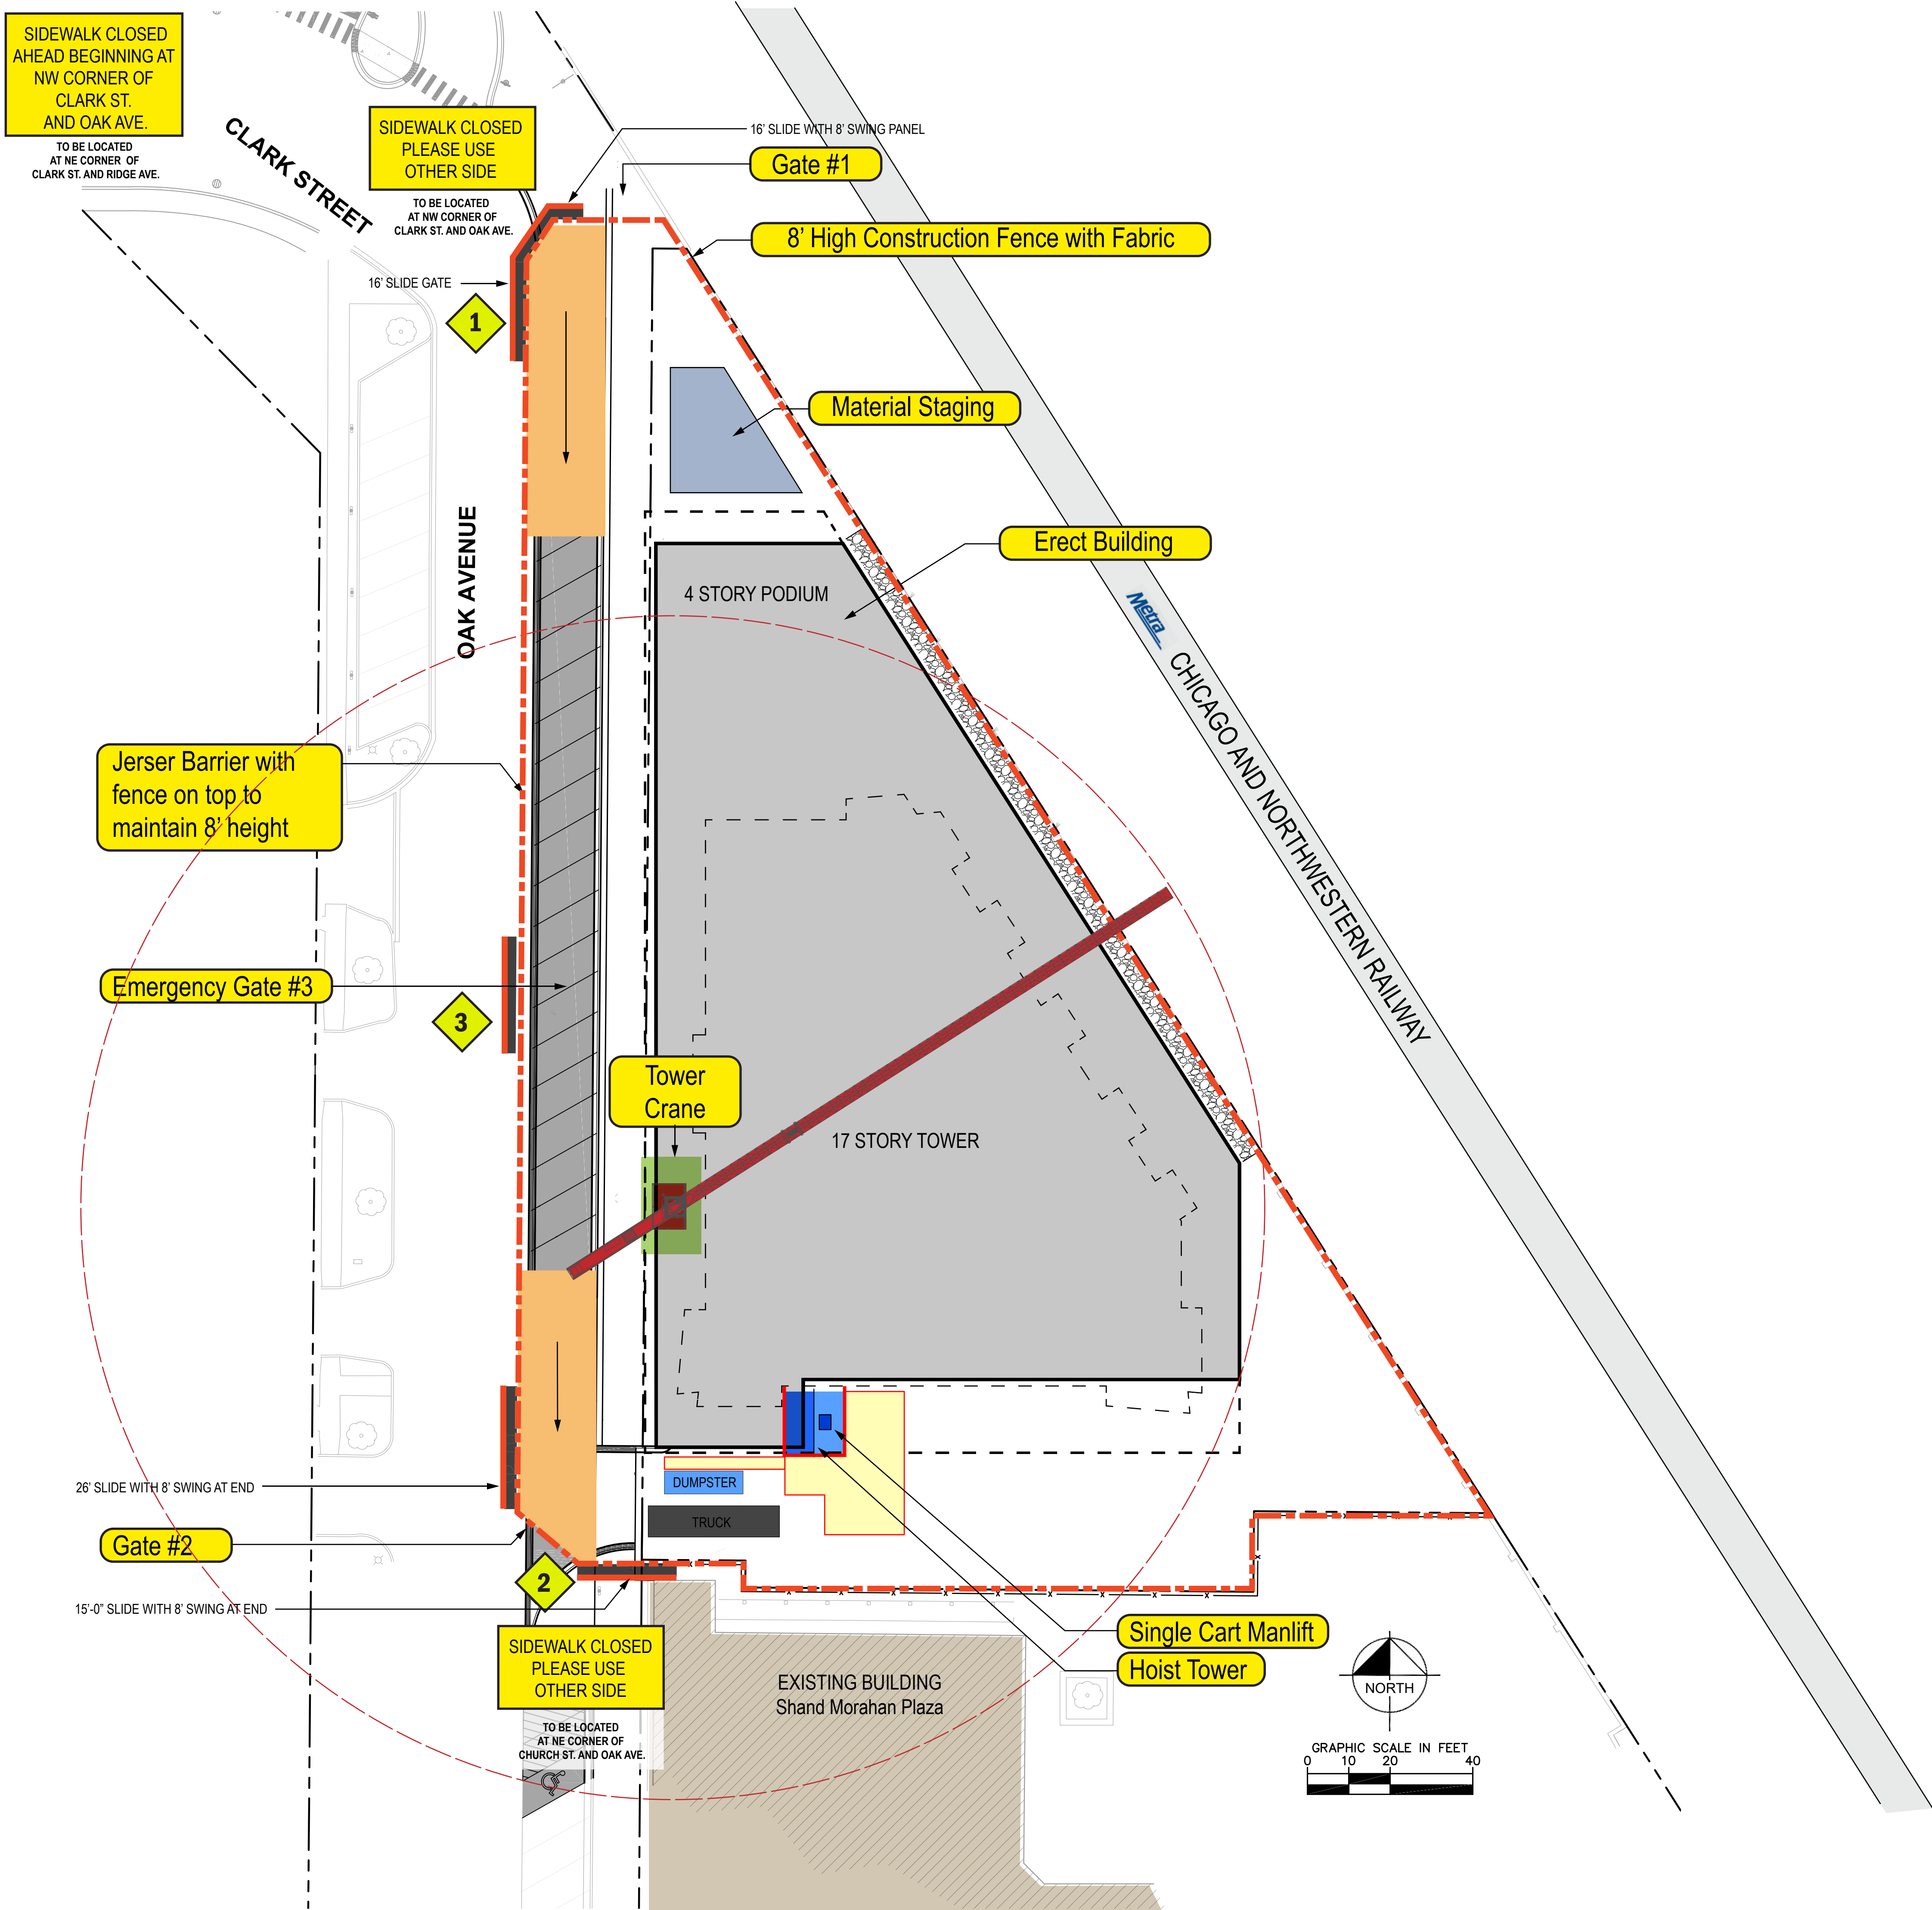 SIDEWALK CLOSED
AHEAD BEGINNING AT
NW CORNER OF
CLARK ST.
AND OAK AVE.
TO BE LOCATED
AT NE CORNER OF
CLARK ST. AND RIDGE AVE.
CLARK STREET
SIDEWALK CLOSED
PLEASE USE
OTHER SIDE
TO BE LOCATED
AT NW CORNER OF
CLARK ST. AND OAK AVE.
16' SLIDE WITH 8' SWING PANEL
Gate #1
8' High Construction Fence with Fabric
16' SLIDE GATE
1
Material Staging
OAK AVENUE
Erect Building
4 STORY PODIUM
Metra
CHICAGO AND NORTHWESTERN RAILWAY
Jerser Barrier with
fence on top to
maintain 8' height
Emergency Gate #3
3
Tower
Crane
17 STORY TOWER
26' SLIDE WITH 8' SWING AT END
DUMPSTER
TRUCK
Gate #2
2
15'-0" SLIDE WITH 8' SWING AT END
SIDEWALK CLOSED
PLEASE USE
OTHER SIDE
TO BE LOCATED
AT NE CORNER OF
CHURCH ST. AND OAK AVE.
EXISTING BUILDING
Shand Morahan Plaza
Single Cart Manlift
Hoist Tower
NORTH
GRAPHIC SCALE IN FEET
0 10 20 40